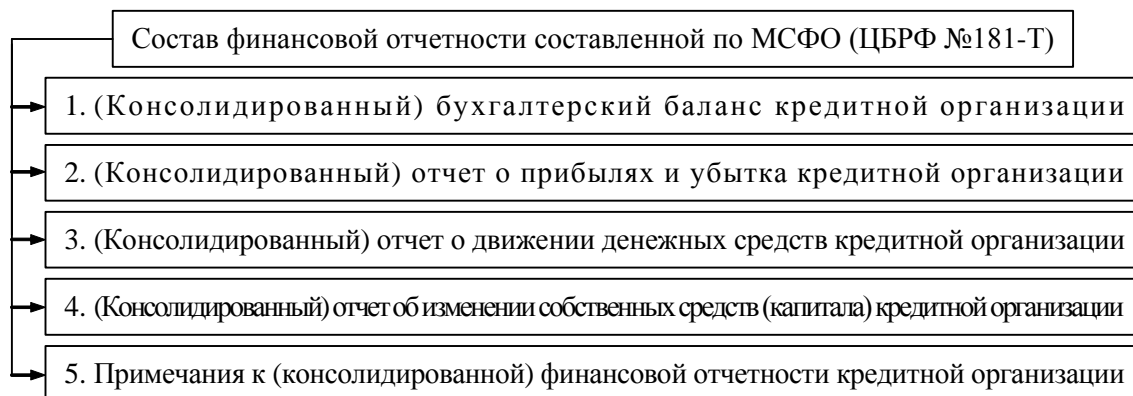 Состав финансовой отчетности составленной по МСФО (ЦБРФ №181-Т)
1. (Консолидированный) бухгалтерский баланс кредитной организации
2. (Консолидированный) отчет о прибылях и убытка кредитной организации
3. (Консолидированный) отчет о движении денежных средств кредитной организации
4. (Консолидированный) отчет об изменении собственных средств (капитала) кредитной организации
5. Примечания к (консолидированной) финансовой отчетности кредитной организации